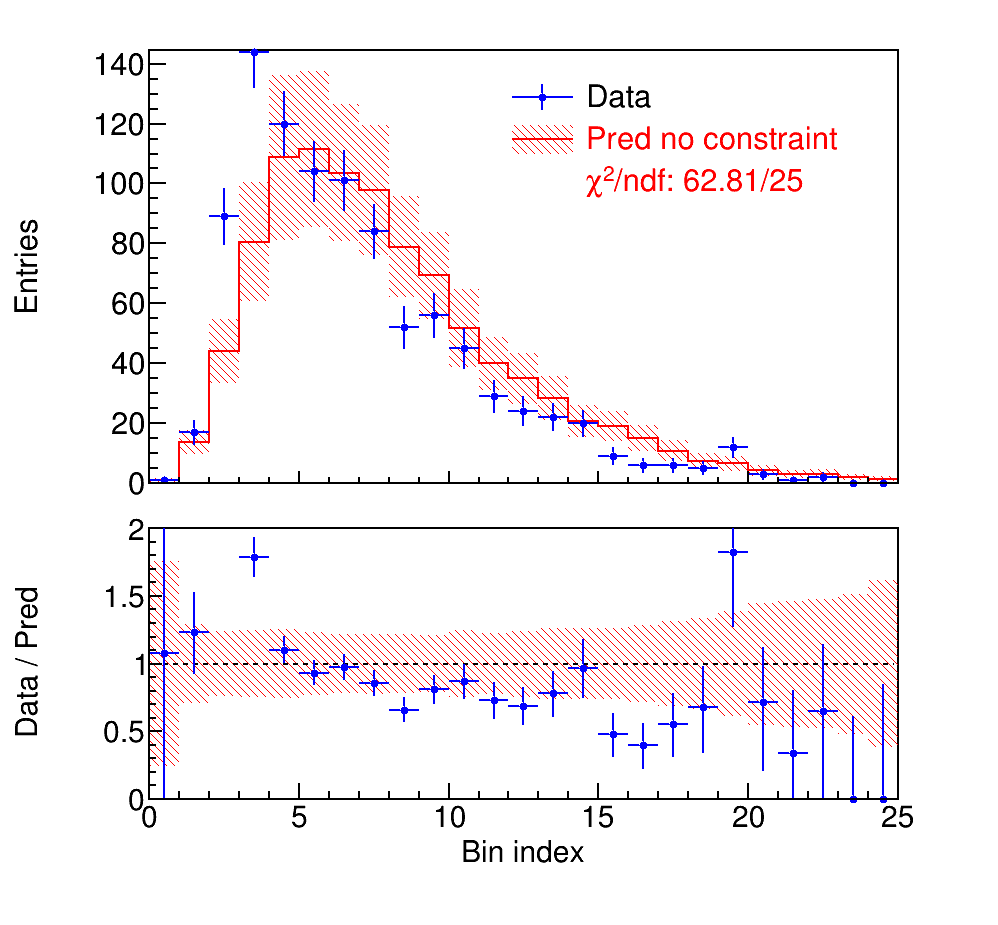 140
120
100
80
60
40
20
0
Entries
Data
Pred no constraint
χ²/ndf: 62.81/25
2
1.5
1
0.5
0
Data / Pred
0 5 10 15 20 25
Bin index